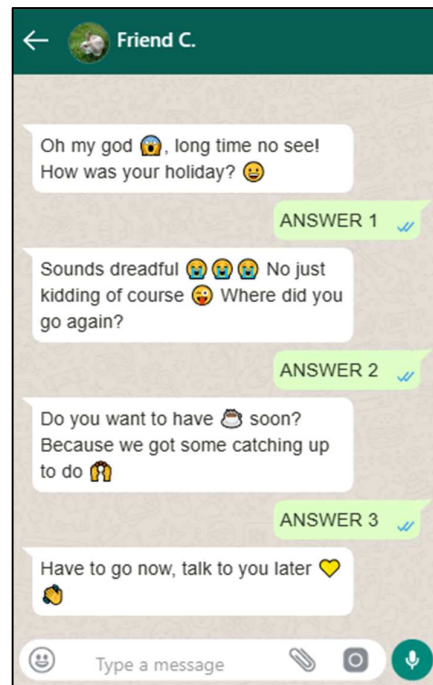 Friend C.
Oh my god 😱, long time no see!
How was your holiday? 😀
ANSWER 1
Sounds dreadful 😭😭😭 No just
kidding of course 😜 Where did you
go again?
ANSWER 2
Do you want to have ☕ soon?
Because we got some catching up
to do 🙌
ANSWER 3
Have to go now, talk to you later 💛
👏
Type a message